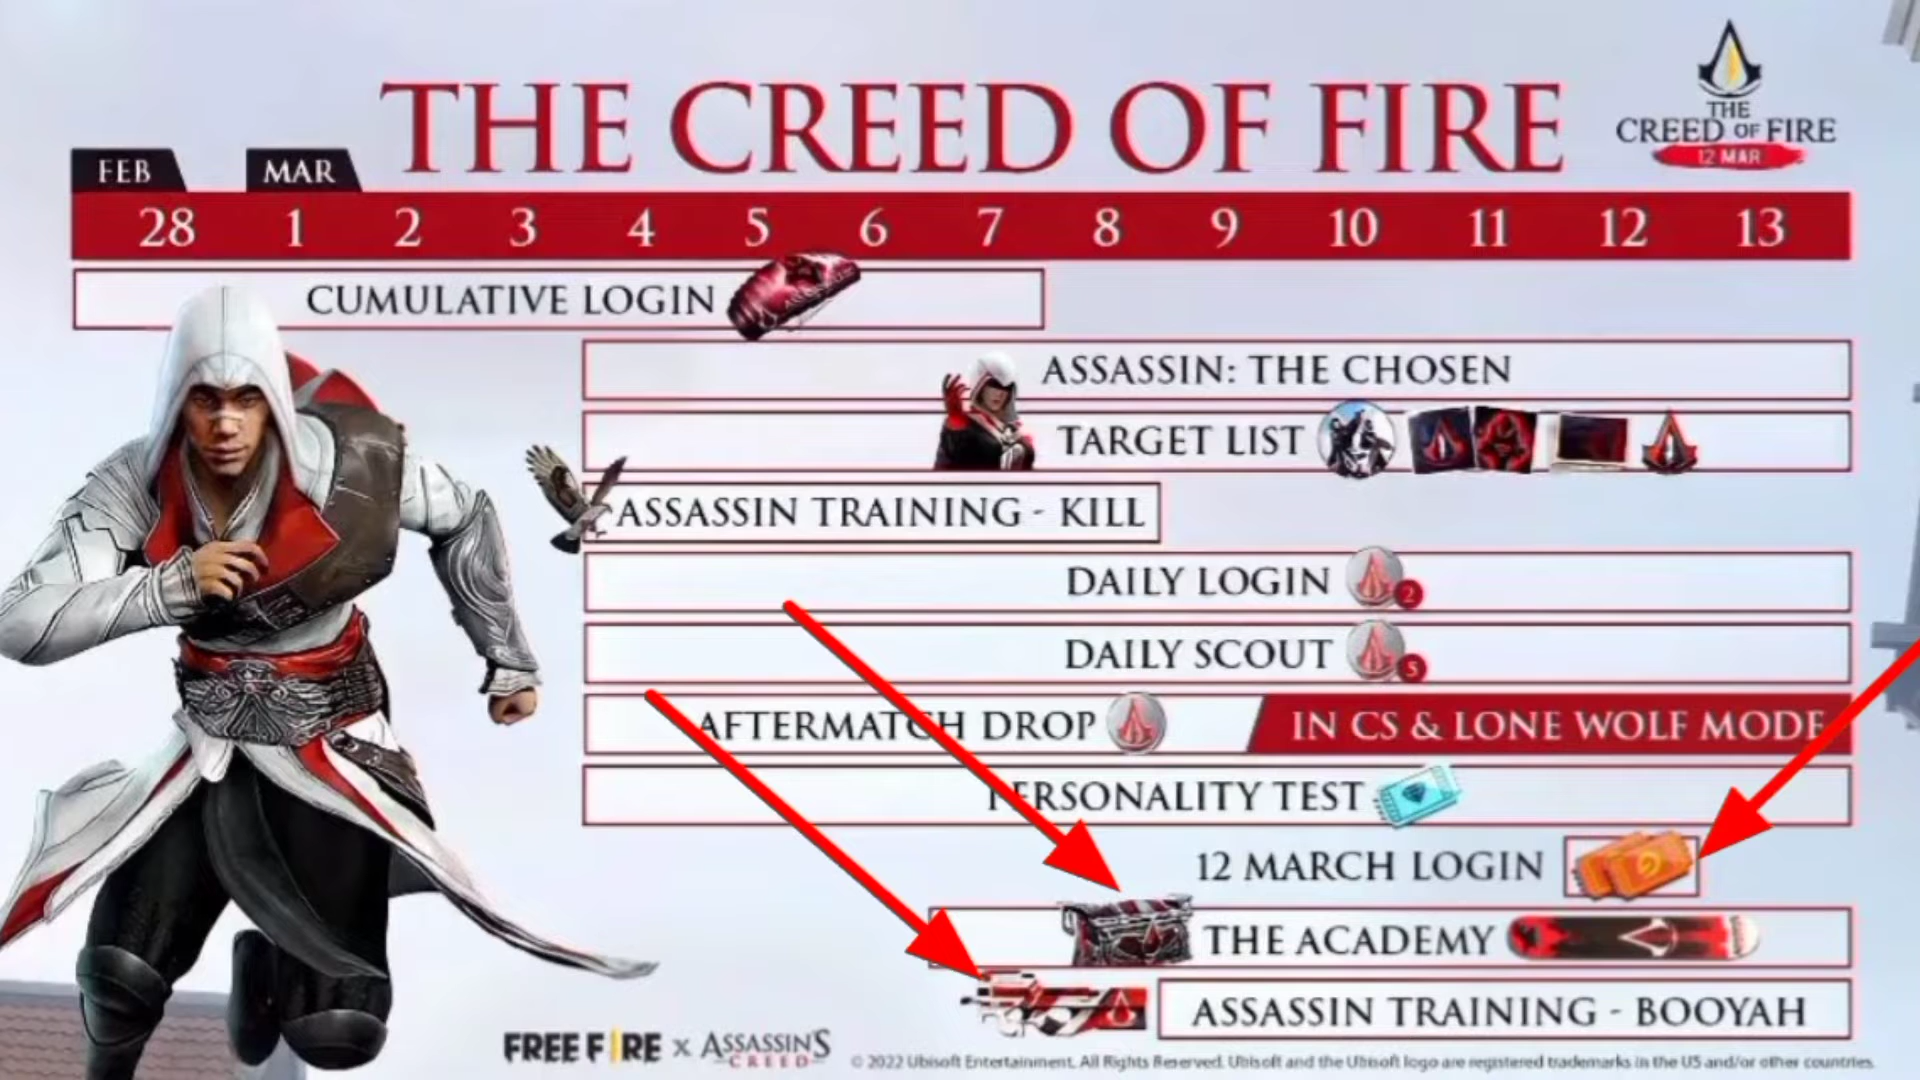 THE CREED OF FIRE
THE
CREED OF FIRE
12 MAR
FEB MAR
28 1 2 3 4 5 6 7 8 9 10 11 12 13
CUMULATIVE LOGIN
ASSASSIN: THE CHOSEN
TARGET LIST
ASSASSIN TRAINING - KILL
DAILY LOGIN 2
DAILY SCOUT 5
AFTERMATCH DROP IN CS & LONE WOLF MODE
PERSONALITY TEST
12 MARCH LOGIN
THE ACADEMY
ASSASSIN TRAINING - BOOYAH
FREE FIRE x ASSASSIN'S CREED
© 2022 Ubisoft Entertainment. All Rights Reserved. Ubisoft and the Ubisoft logo are registered trademarks in the US and/or other countries.